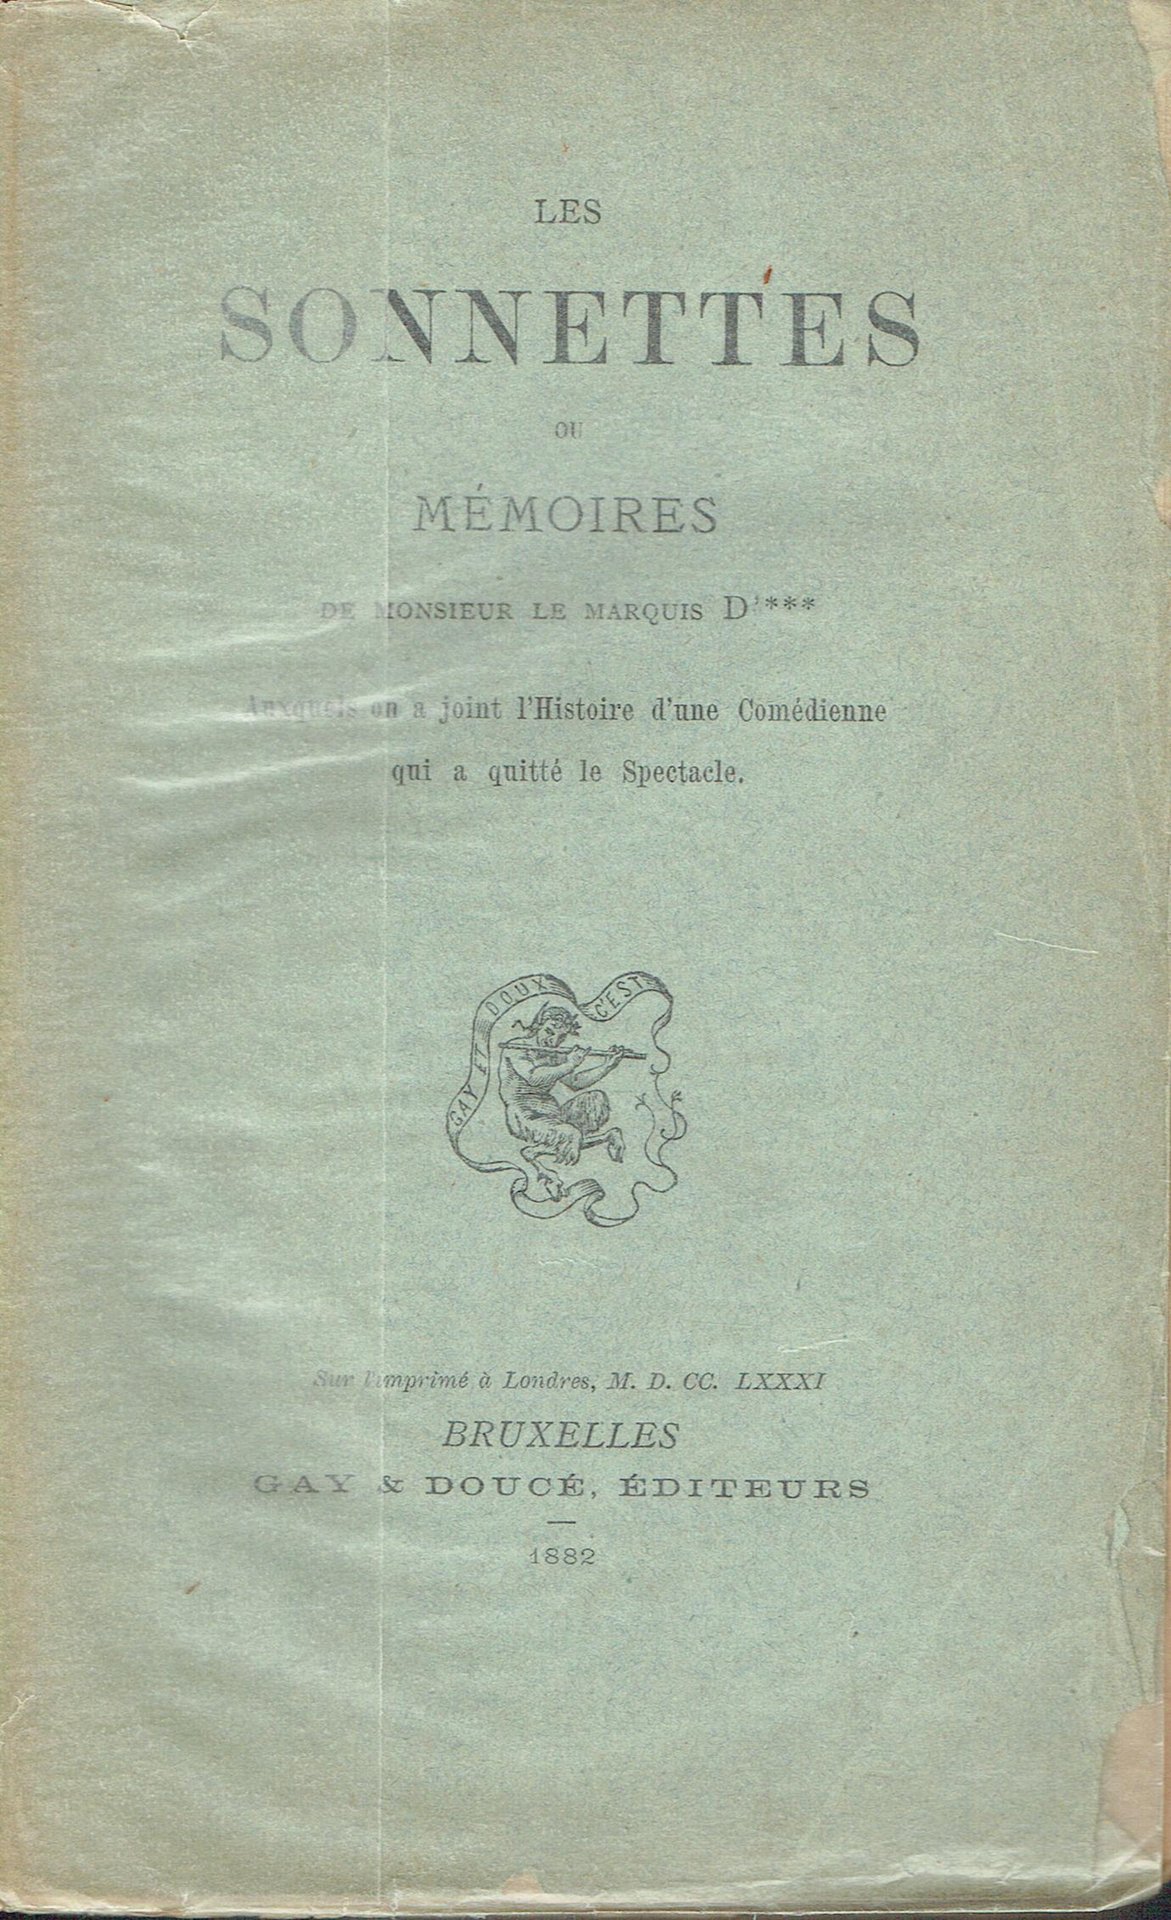 LES
SONNETTES
OU
MÉMOIRES
DE MONSIEUR LE MARQUIS D'***
Auxquels on a joint l'Histoire d'une Comédienne
qui a quitté le Spectacle.
GAY ET DOUX C'EST
Sur l'imprimé à Londres, M. D. CC. LXXXI
BRUXELLES
GAY & DOUCÉ, ÉDITEURS
1882